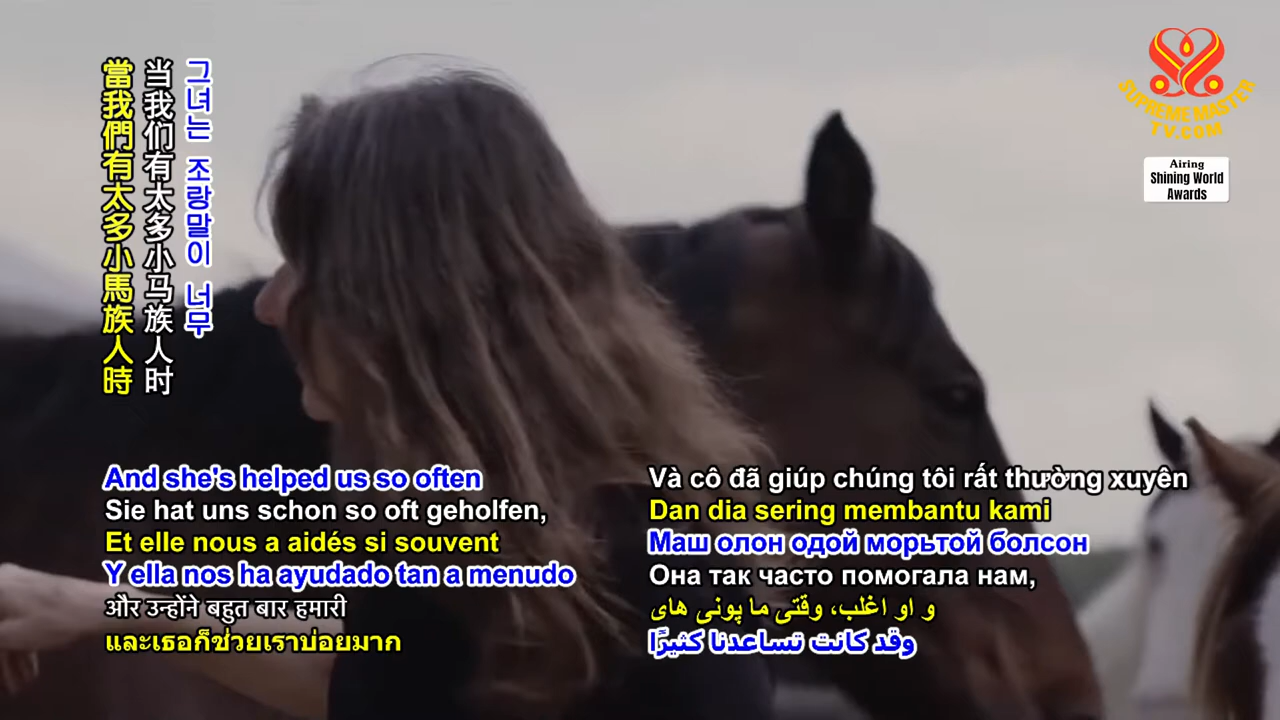 當我們有太多小馬族人時
当我们有太多小马族人时
그녀는 조랑말이 너무
SUPREME MASTER
TV.COM
Airing
Shining World
Awards
And she's helped us so often
Sie hat uns schon so oft geholfen,
Et elle nous a aidés si souvent
Y ella nos ha ayudado tan a menudo
और उन्होंने बहुत बार हमारी
และเธอก็ช่วยเราบ่อยมาก
Và cô đã giúp chúng tôi rất thường xuyên
Dan dia sering membantu kami
Маш олон одой морьтой болсон
Она так часто помогала нам,
و او اغلب، وقتی ما پونی های
وقد كانت تساعدنا كثيرًا